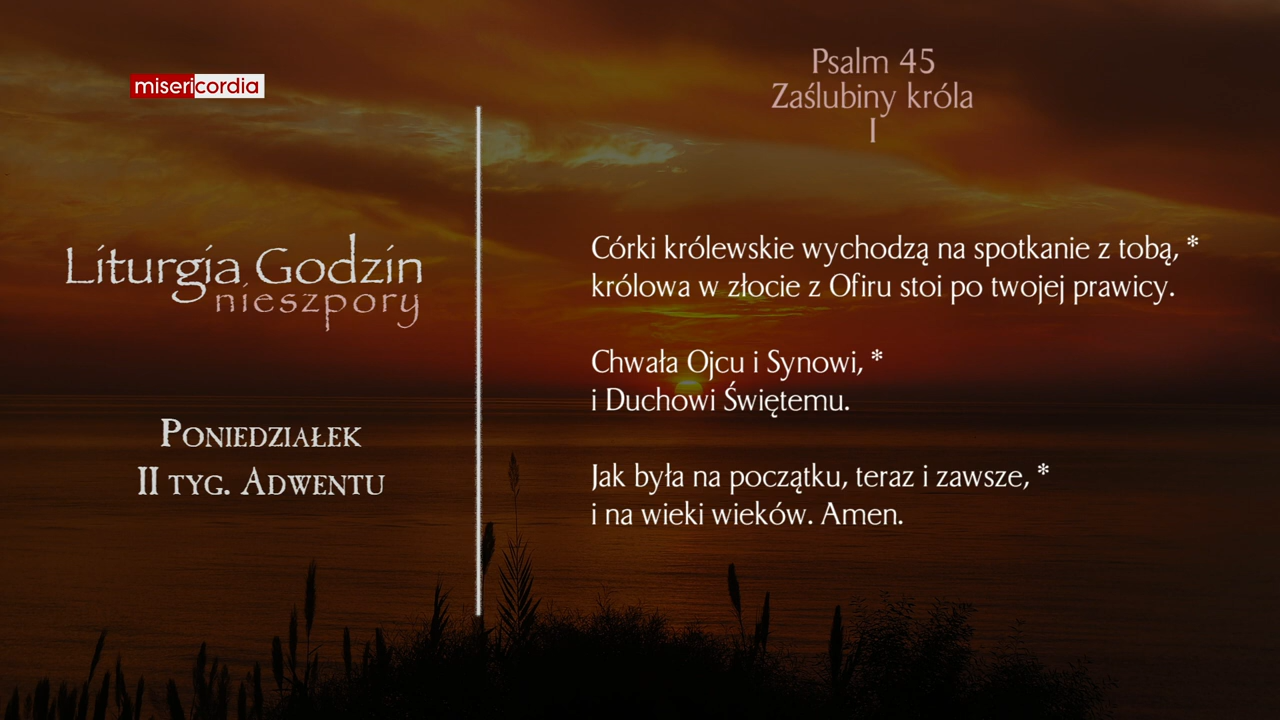 misericordia
Liturgia Godzin
nieszpory
Poniedziałek
II tyg. Adwentu
Psalm 45
Zaślubiny króla
I
Córki królewskie wychodzą na spotkanie z tobą, *
królowa w złocie z Ofiru stoi po twojej prawicy.
Chwała Ojcu i Synowi, *
i Duchowi Świętemu.
Jak była na początku, teraz i zawsze, *
i na wieki wieków. Amen.